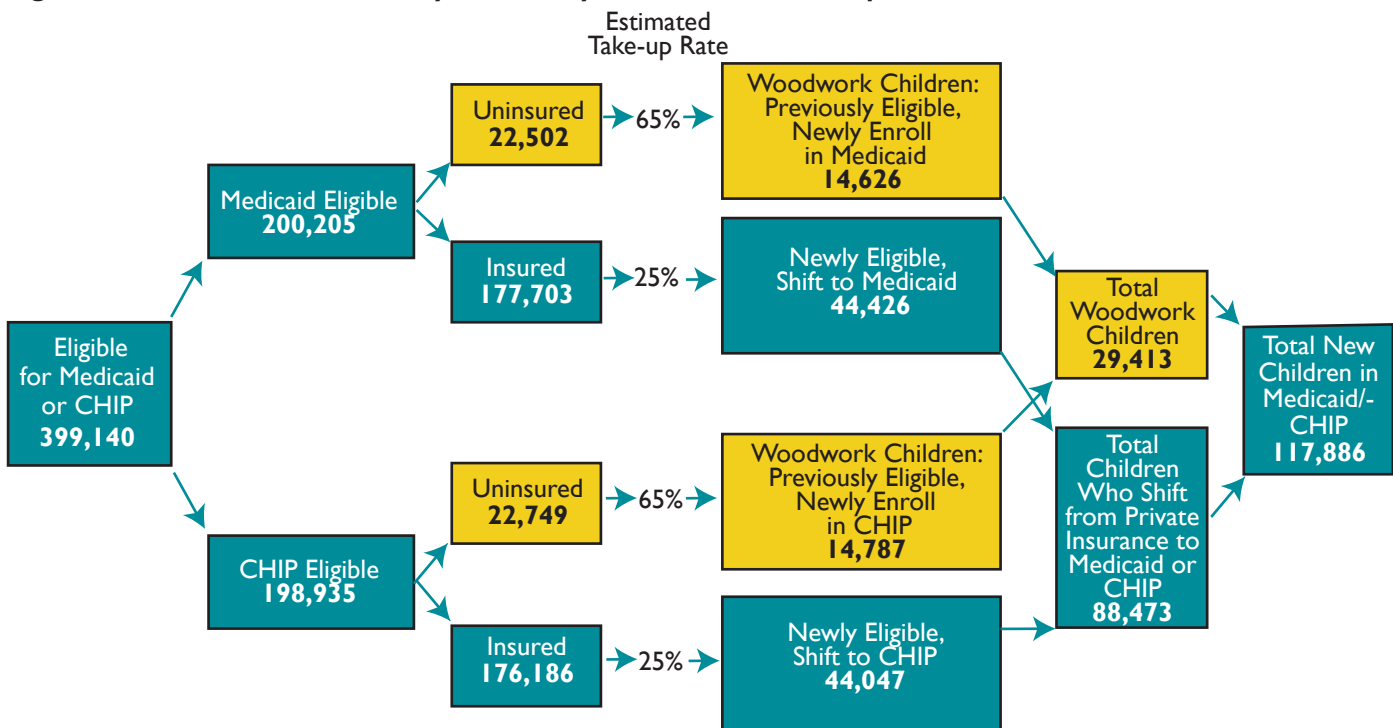 Estimated
Take-up Rate
Eligible
for Medicaid
or CHIP
399,140
Medicaid Eligible
200,205
CHIP Eligible
198,935
Uninsured
22,502
65%
Insured
177,703
25%
Uninsured
22,749
65%
Insured
176,186
25%
Woodwork Children:
Previously Eligible,
Newly Enroll
in Medicaid
14,626
Newly Eligible,
Shift to Medicaid
44,426
Woodwork Children:
Previously Eligible,
Newly Enroll
in CHIP
14,787
Newly Eligible,
Shift to CHIP
44,047
Total
Woodwork
Children
29,413
Total
Children
Who Shift
from Private
Insurance to
Medicaid or
CHIP
88,473
Total New
Children in
Medicaid/-
CHIP
117,886